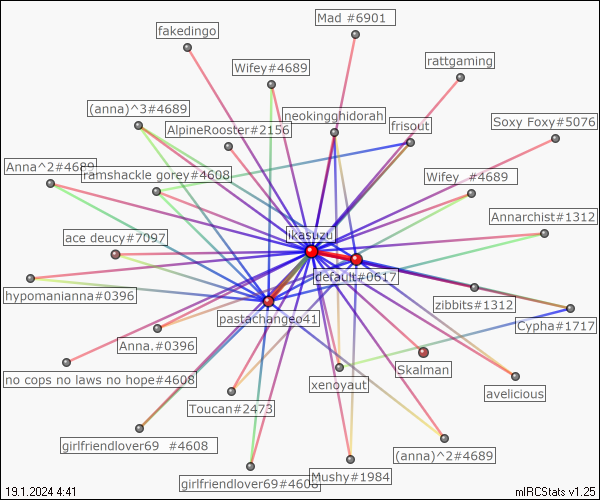 fakedingo
Mad #6901
Wifey#4689
rattgaming
(anna)^3#4689
neokingghidorah
AlpineRooster#2156
frisout
Soxy Foxy#5076
Anna^2#4689
ramshackle gorey#4608
Wifey #4689
Annarchist#1312
ace deucy#7097
ikasuzu
default#0617
hypomanianna#0396
pastachangeo41
zibbits#1312
Cypha#1717
Anna.#0396
no cops no laws no hope#4608
xenoyaut
Skalman
avelicious
Toucan#2473
girlfriendlover69 #4608
(anna)^2#4689
girlfriendlover69#4608
Mushy#1984
19.1.2024 4:41
mIRCStats v1.25